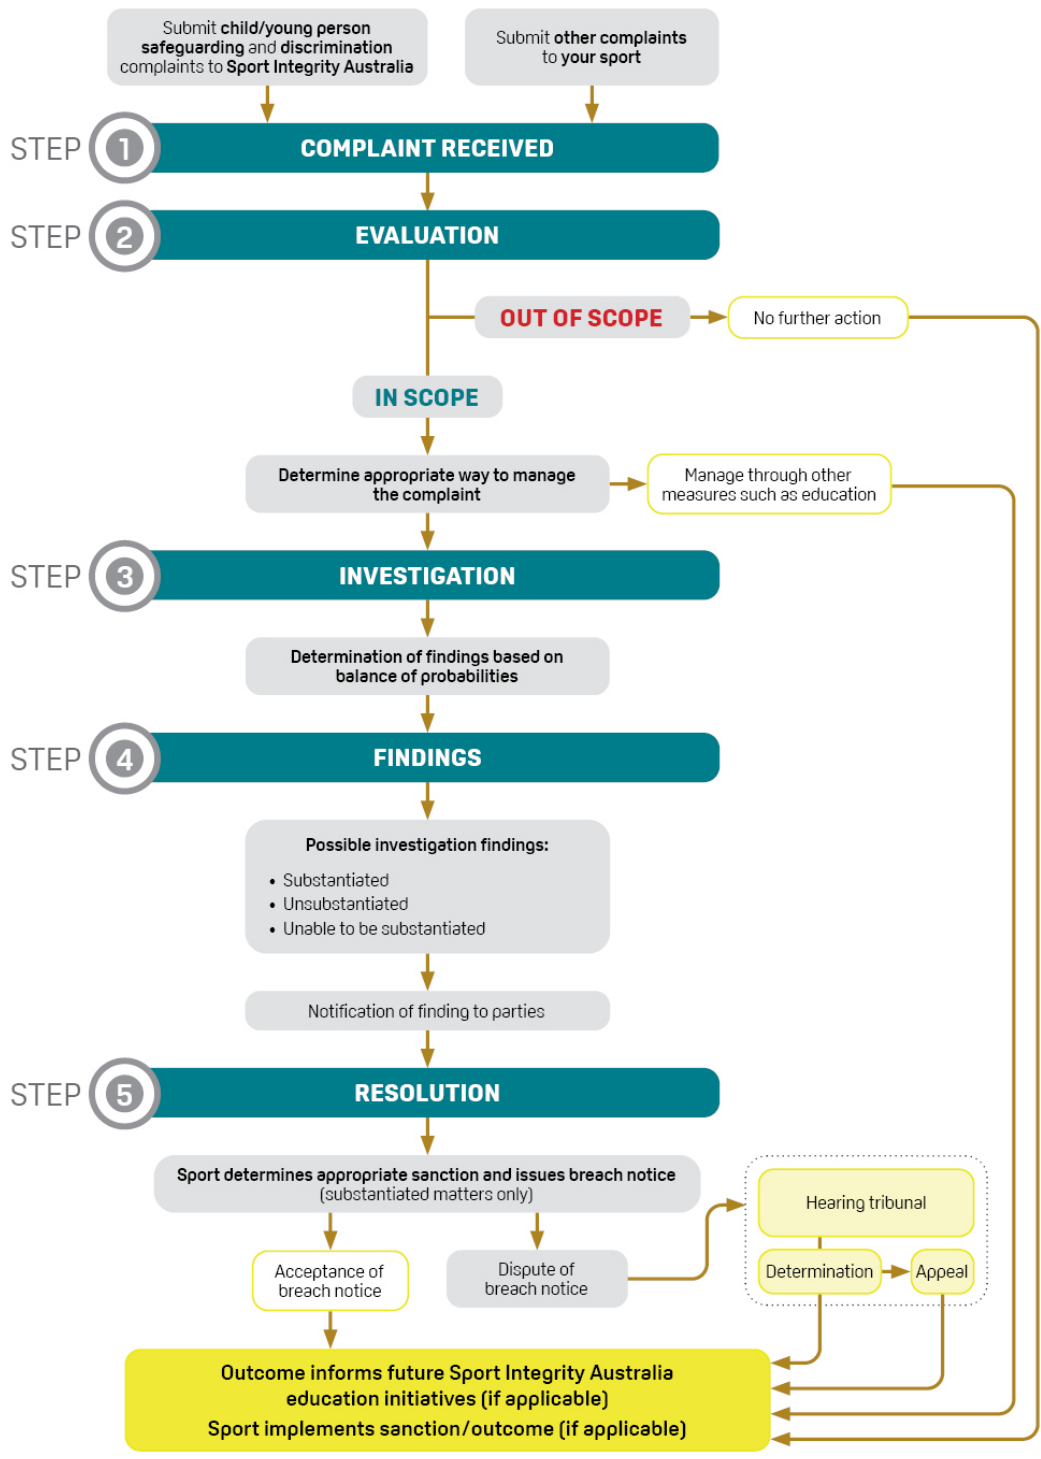 Submit child/young person
safeguarding and discrimination
complaints to Sport Integrity Australia
Submit other complaints
to your sport
STEP 1 COMPLAINT RECEIVED
STEP 2 EVALUATION
OUT OF SCOPE
No further action
IN SCOPE
Determine appropriate way to manage
the complaint
Manage through other
measures such as education
STEP 3 INVESTIGATION
Determination of findings based on
balance of probabilities
STEP 4 FINDINGS
Possible investigation findings:
• Substantiated
• Unsubstantiated
• Unable to be substantiated
Notification of finding to parties
STEP 5 RESOLUTION
Sport determines appropriate sanction and issues breach notice
(substantiated matters only)
Acceptance of
breach notice
Dispute of
breach notice
Hearing tribunal
Determination
Appeal
Outcome informs future Sport Integrity Australia
education initiatives (if applicable)
Sport implements sanction/outcome (if applicable)